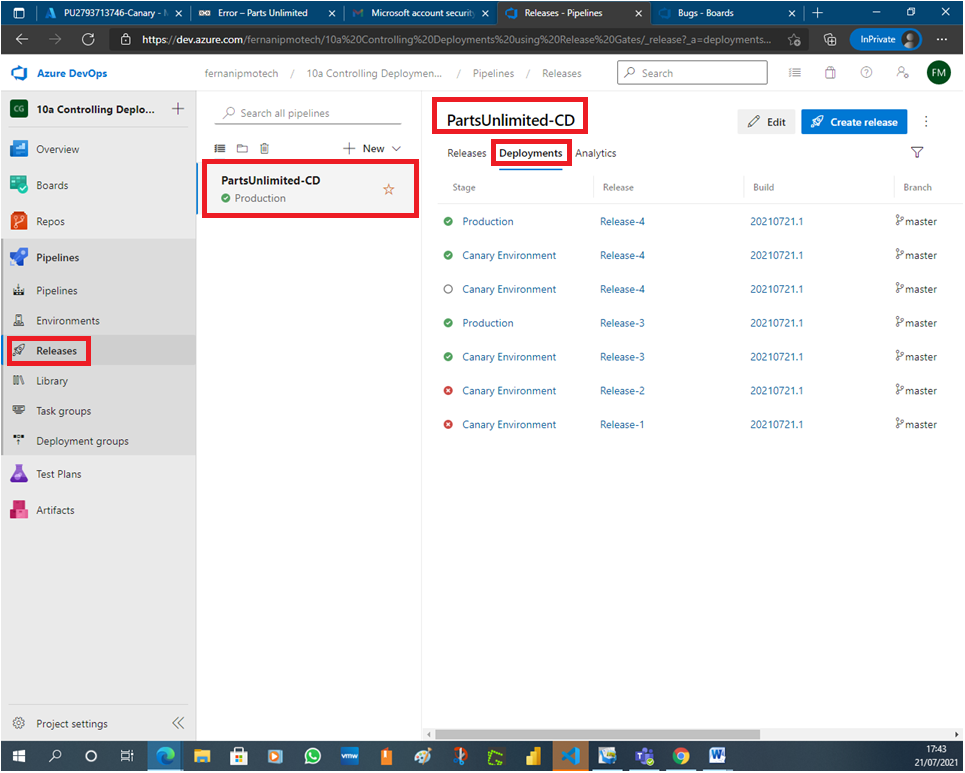 PU2793713746-Canary - M
Error – Parts Unlimited
Microsoft account security
Releases - Pipelines
Bugs - Boards
https://dev.azure.com/fernanipmotech/10a%20Controlling%20Deployments%20using%20Release%20Gates/_release?_a=deployments...
InPrivate
Azure DevOps
fernanipmotech / 10a Controlling Deploymen... / Pipelines / Releases
Search
FM
CG
10a Controlling Deplo...
Overview
Boards
Repos
Pipelines
Pipelines
Environments
Releases
Library
Task groups
Deployment groups
Test Plans
Artifacts
Project settings
Search all pipelines
New
PartsUnlimited-CD
Production
PartsUnlimited-CD
Edit
Create release
Releases Deployments Analytics
Stage Release Build Branch
Production Release-4 20210721.1 master
Canary Environment Release-4 20210721.1 master
Canary Environment Release-4 20210721.1 master
Production Release-3 20210721.1 master
Canary Environment Release-3 20210721.1 master
Canary Environment Release-2 20210721.1 master
Canary Environment Release-1 20210721.1 master
vmw
17:43
21/07/2021